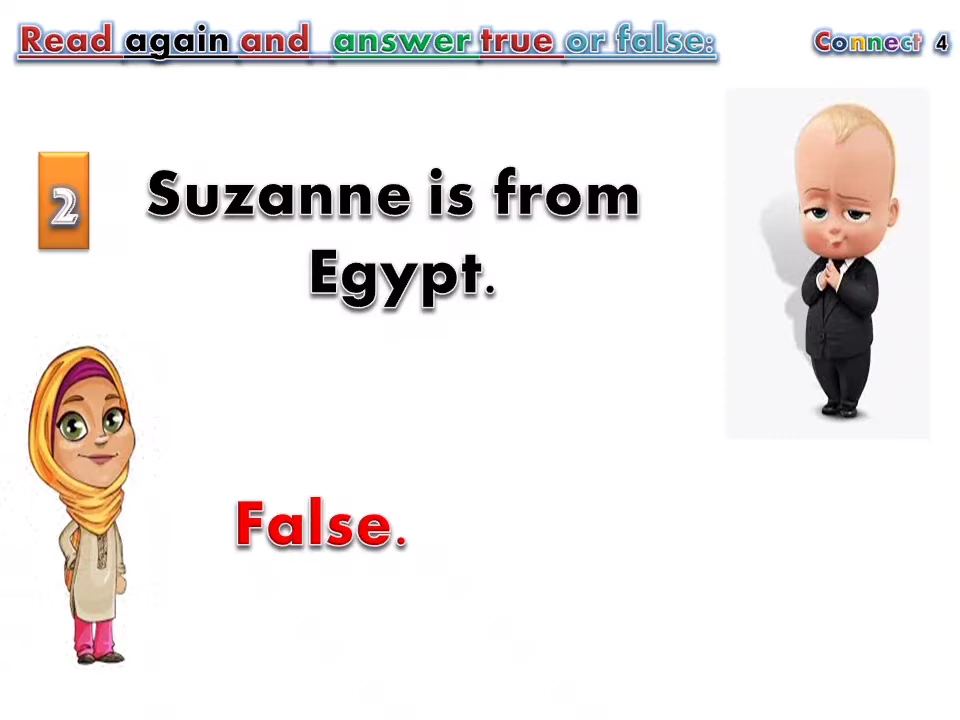 Read again and answer true or false:
Connect 4
2
Suzanne is from
Egypt.
False.